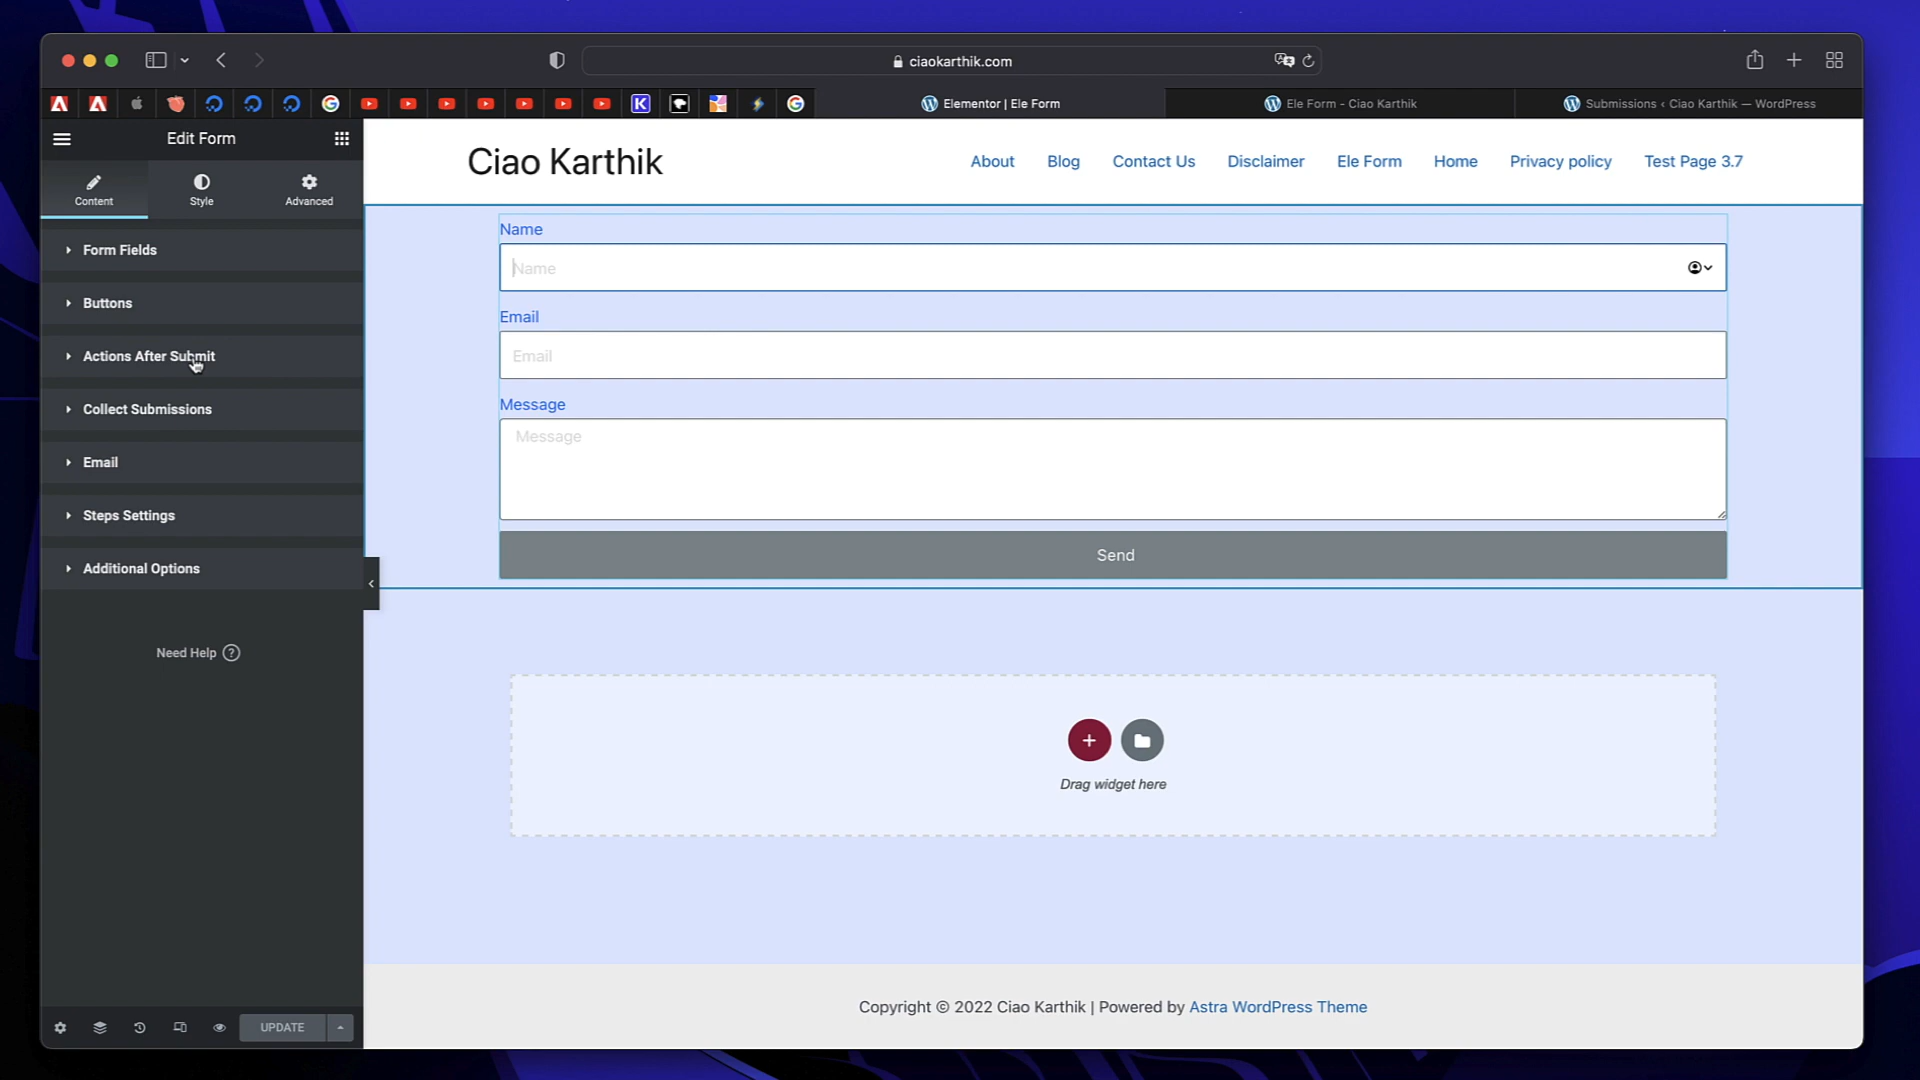 ciaokarthik.com
Elementor | Ele Form
Ele Form - Ciao Karthik
Submissions ‹ Ciao Karthik — WordPress
Edit Form
Content
Style
Advanced
Form Fields
Buttons
Actions After Submit
Collect Submissions
Email
Steps Settings
Additional Options
Need Help
UPDATE
Ciao Karthik
About
Blog
Contact Us
Disclaimer
Ele Form
Home
Privacy policy
Test Page 3.7
Name
Name
Email
Email
Message
Message
Send
Drag widget here
Copyright © 2022 Ciao Karthik | Powered by Astra WordPress Theme